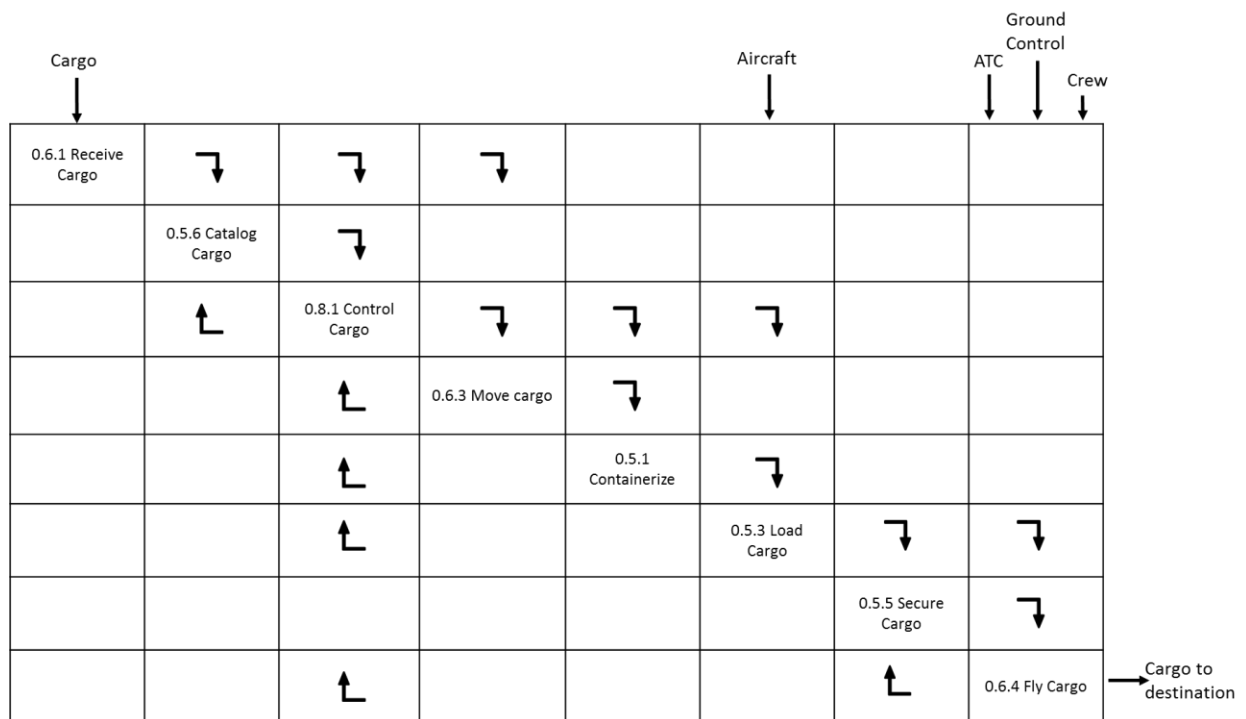 Ground
Control
Cargo
Aircraft
ATC
Crew
0.6.1 Receive
Cargo
0.5.6 Catalog
Cargo
0.8.1 Control
Cargo
0.6.3 Move cargo
0.5.1
Containerize
0.5.3 Load
Cargo
0.5.5 Secure
Cargo
0.6.4 Fly Cargo
Cargo to
destination